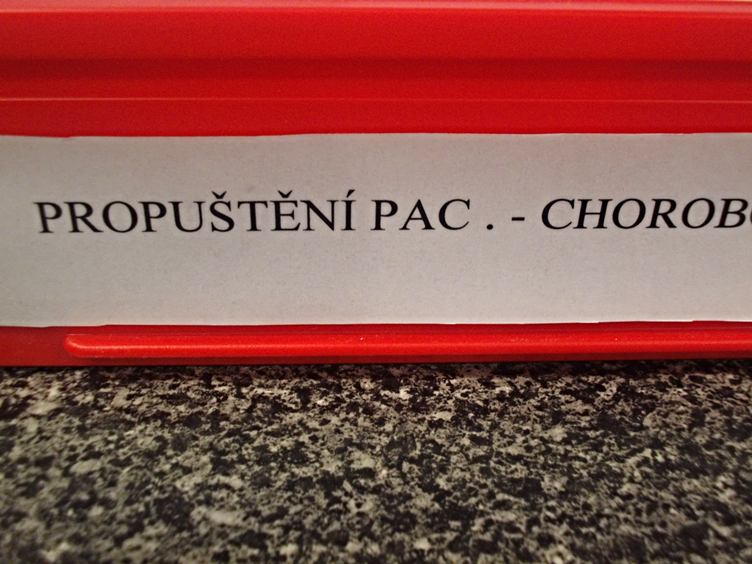 PROPUŠTĚNÍ PAC . - CHOROB